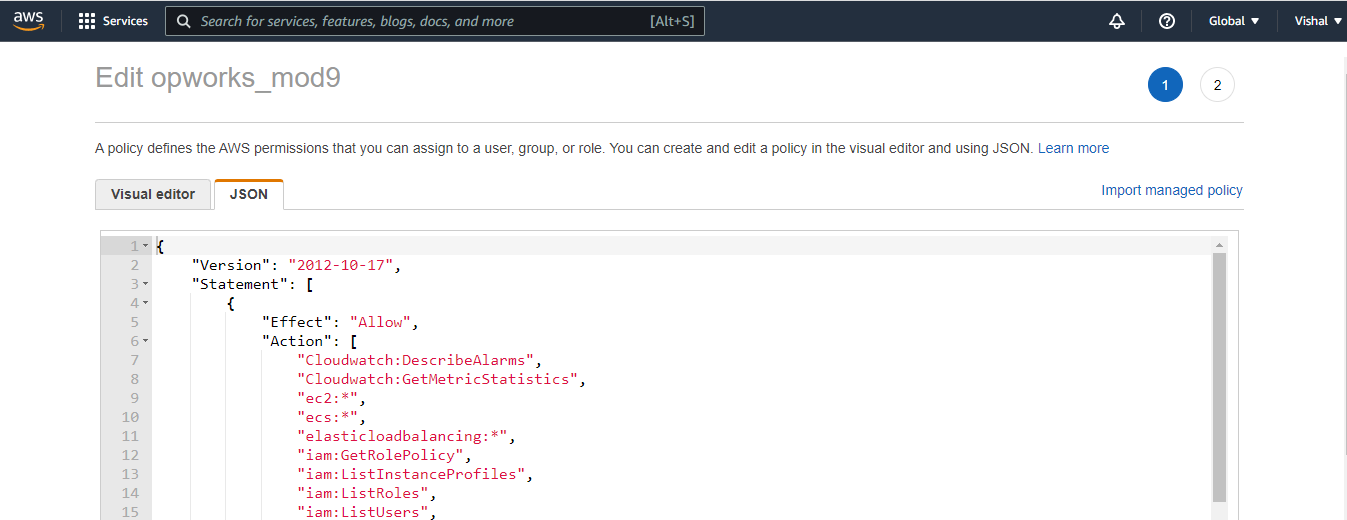 aws Services Search for services, features, blogs, docs, and more [Alt+S] Global Vishal
Edit opworks_mod9
1 2
A policy defines the AWS permissions that you can assign to a user, group, or role. You can create and edit a policy in the visual editor and using JSON. Learn more
Visual editor JSON Import managed policy
1 {
2 "Version": "2012-10-17",
3 "Statement": [
4 {
5 "Effect": "Allow",
6 "Action": [
7 "Cloudwatch:DescribeAlarms",
8 "Cloudwatch:GetMetricStatistics",
9 "ec2:*",
10 "ecs:*",
11 "elasticloadbalancing:*",
12 "iam:GetRolePolicy",
13 "iam:ListInstanceProfiles",
14 "iam:ListRoles",
15 "iam:ListUsers",